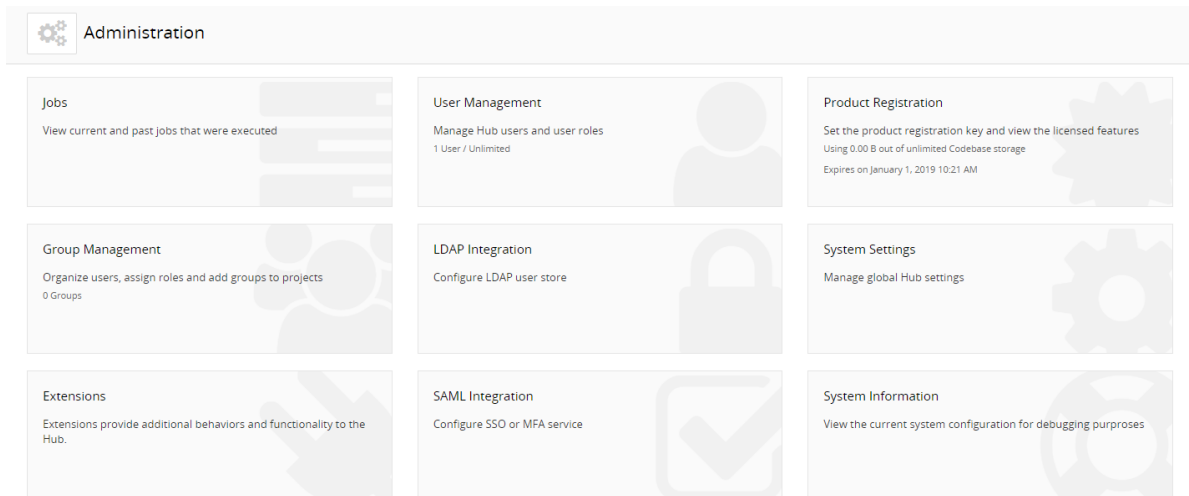 Administration
Jobs
View current and past jobs that were executed
User Management
Manage Hub users and user roles
1 User / Unlimited
Product Registration
Set the product registration key and view the licensed features
Using 0.00 B out of unlimited Codebase storage
Expires on January 1, 2019 10:21 AM
Group Management
Organize users, assign roles and add groups to projects
0 Groups
LDAP Integration
Configure LDAP user store
System Settings
Manage global Hub settings
Extensions
Extensions provide additional behaviors and functionality to the
Hub.
SAML Integration
Configure SSO or MFA service
System Information
View the current system configuration for debugging purproses